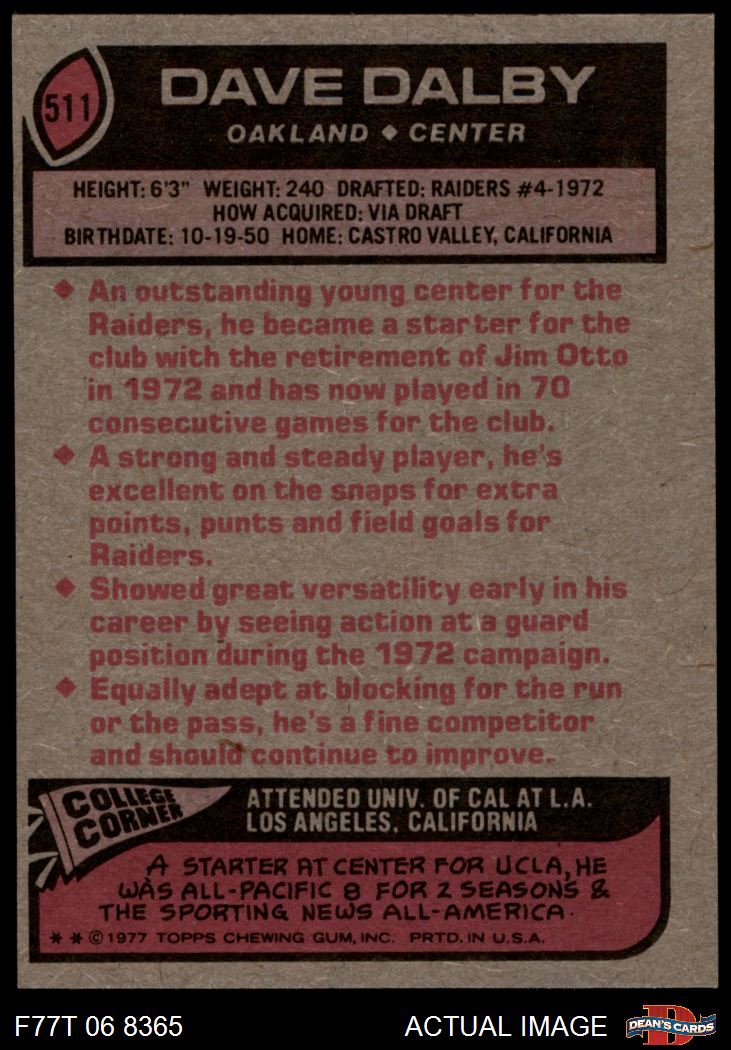 511
DAVE DALBY
OAKLAND ♦ CENTER
HEIGHT: 6'3" WEIGHT: 240 DRAFTED: RAIDERS #4-1972
HOW ACQUIRED: VIA DRAFT
BIRTHDATE: 10-19-50 HOME: CASTRO VALLEY, CALIFORNIA
♦ An outstanding young center for the
Raiders, he became a starter for the
club with the retirement of Jim Otto
in 1972 and has now played in 70
consecutive games for the club.
♦ A strong and steady player, he's
excellent on the snaps for extra
points, punts and field goals for
Raiders.
♦ Showed great versatility early in his
career by seeing action at a guard
position during the 1972 campaign.
♦ Equally adept at blocking for the run
or the pass, he's a fine competitor
and should continue to improve.
COLLEGE
CORNER
ATTENDED UNIV. OF CAL AT L.A.
LOS ANGELES, CALIFORNIA
A STARTER AT CENTER FOR UCLA, HE
WAS ALL-PACIFIC 8 FOR 2 SEASONS &
THE SPORTING NEWS ALL-AMERICA.
* * © 1977 TOPPS CHEWING GUM, INC. PRTD. IN U.S.A.
F77T 06 8365
ACTUAL IMAGE
D
DEAN'S CARDS